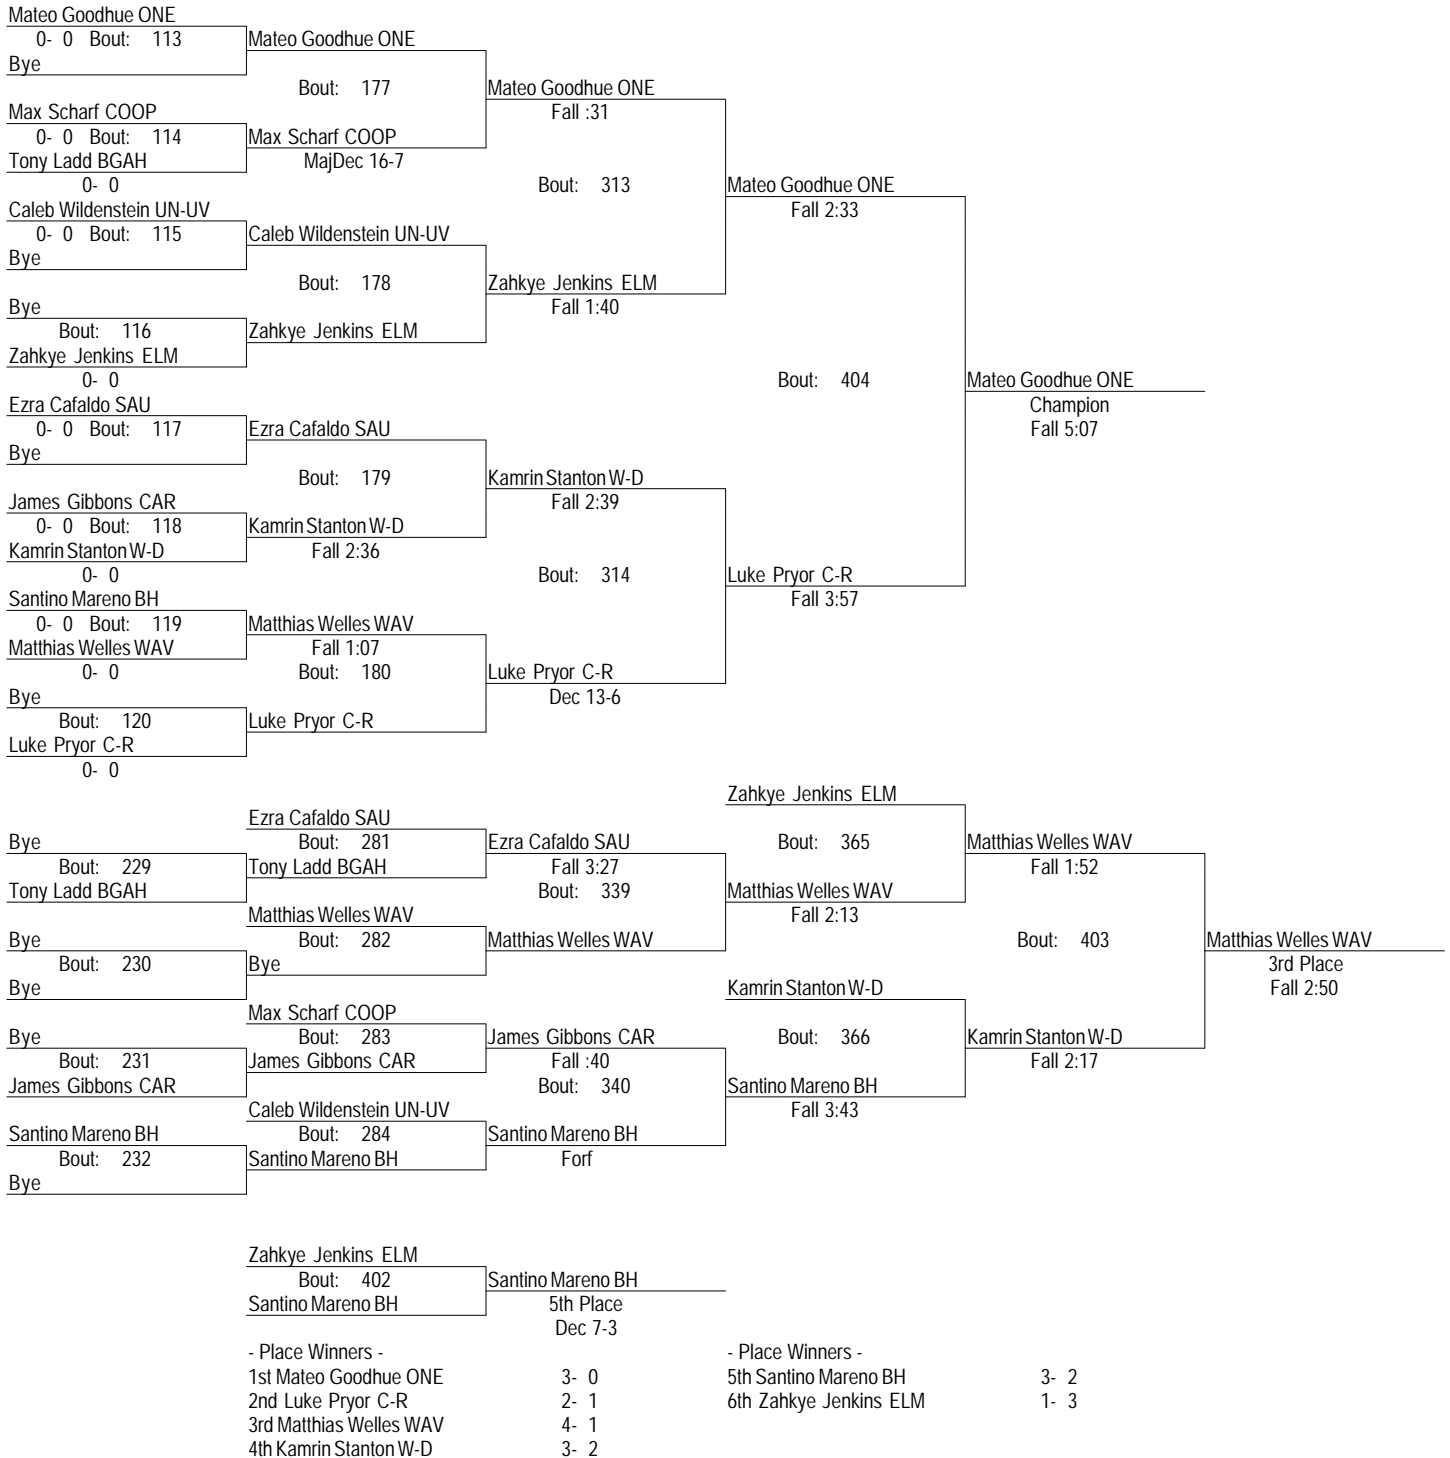 Mateo Goodhue ONE
0- 0 Bout: 113 Mateo Goodhue ONE
Bye
Bout: 177 Mateo Goodhue ONE
Max Scharf COOP Fall :31
0- 0 Bout: 114 Max Scharf COOP
Tony Ladd BGAH MajDec 16-7
0- 0 Bout: 313 Mateo Goodhue ONE
Caleb Wildenstein UN-UV Fall 2:33
0- 0 Bout: 115 Caleb Wildenstein UN-UV
Bye
Bout: 178 Zahkye Jenkins ELM
Bye Fall 1:40
Bout: 116 Zahkye Jenkins ELM
Zahkye Jenkins ELM
0- 0 Bout: 404 Mateo Goodhue ONE
Ezra Cafaldo SAU Champion
0- 0 Bout: 117 Ezra Cafaldo SAU Fall 5:07
Bye
Bout: 179 Kamrin Stanton W-D
James Gibbons CAR Fall 2:39
0- 0 Bout: 118 Kamrin Stanton W-D
Kamrin Stanton W-D Fall 2:36
0- 0 Bout: 314 Luke Pryor C-R
Santino Mareno BH Fall 3:57
0- 0 Bout: 119 Matthias Welles WAV
Matthias Welles WAV Fall 1:07
0- 0 Bout: 180 Luke Pryor C-R
Bye Dec 13-6
Bout: 120 Luke Pryor C-R
Luke Pryor C-R
0- 0
Zahkye Jenkins ELM
Ezra Cafaldo SAU
Bye Bout: 281 Ezra Cafaldo SAU Bout: 365 Matthias Welles WAV
Bout: 229 Tony Ladd BGAH Fall 3:27 Fall 1:52
Tony Ladd BGAH Bout: 339 Matthias Welles WAV
Matthias Welles WAV Fall 2:13
Bye Bout: 282 Matthias Welles WAV Bout: 403 Matthias Welles WAV
Bout: 230 Bye 3rd Place
Bye Kamrin Stanton W-D Fall 2:50
Max Scharf COOP
Bye Bout: 283 James Gibbons CAR Bout: 366 Kamrin Stanton W-D
Bout: 231 James Gibbons CAR Fall :40 Fall 2:17
James Gibbons CAR Bout: 340 Santino Mareno BH
Caleb Wildenstein UN-UV Fall 3:43
Santino Mareno BH Bout: 284 Santino Mareno BH
Bout: 232 Santino Mareno BH Forf
Bye
Zahkye Jenkins ELM
Bout: 402 Santino Mareno BH
Santino Mareno BH 5th Place
Dec 7-3
- Place Winners - - Place Winners -
1st Mateo Goodhue ONE 3- 0 5th Santino Mareno BH 3- 2
2nd Luke Pryor C-R 2- 1 6th Zahkye Jenkins ELM 1- 3
3rd Matthias Welles WAV 4- 1
4th Kamrin Stanton W-D 3- 2